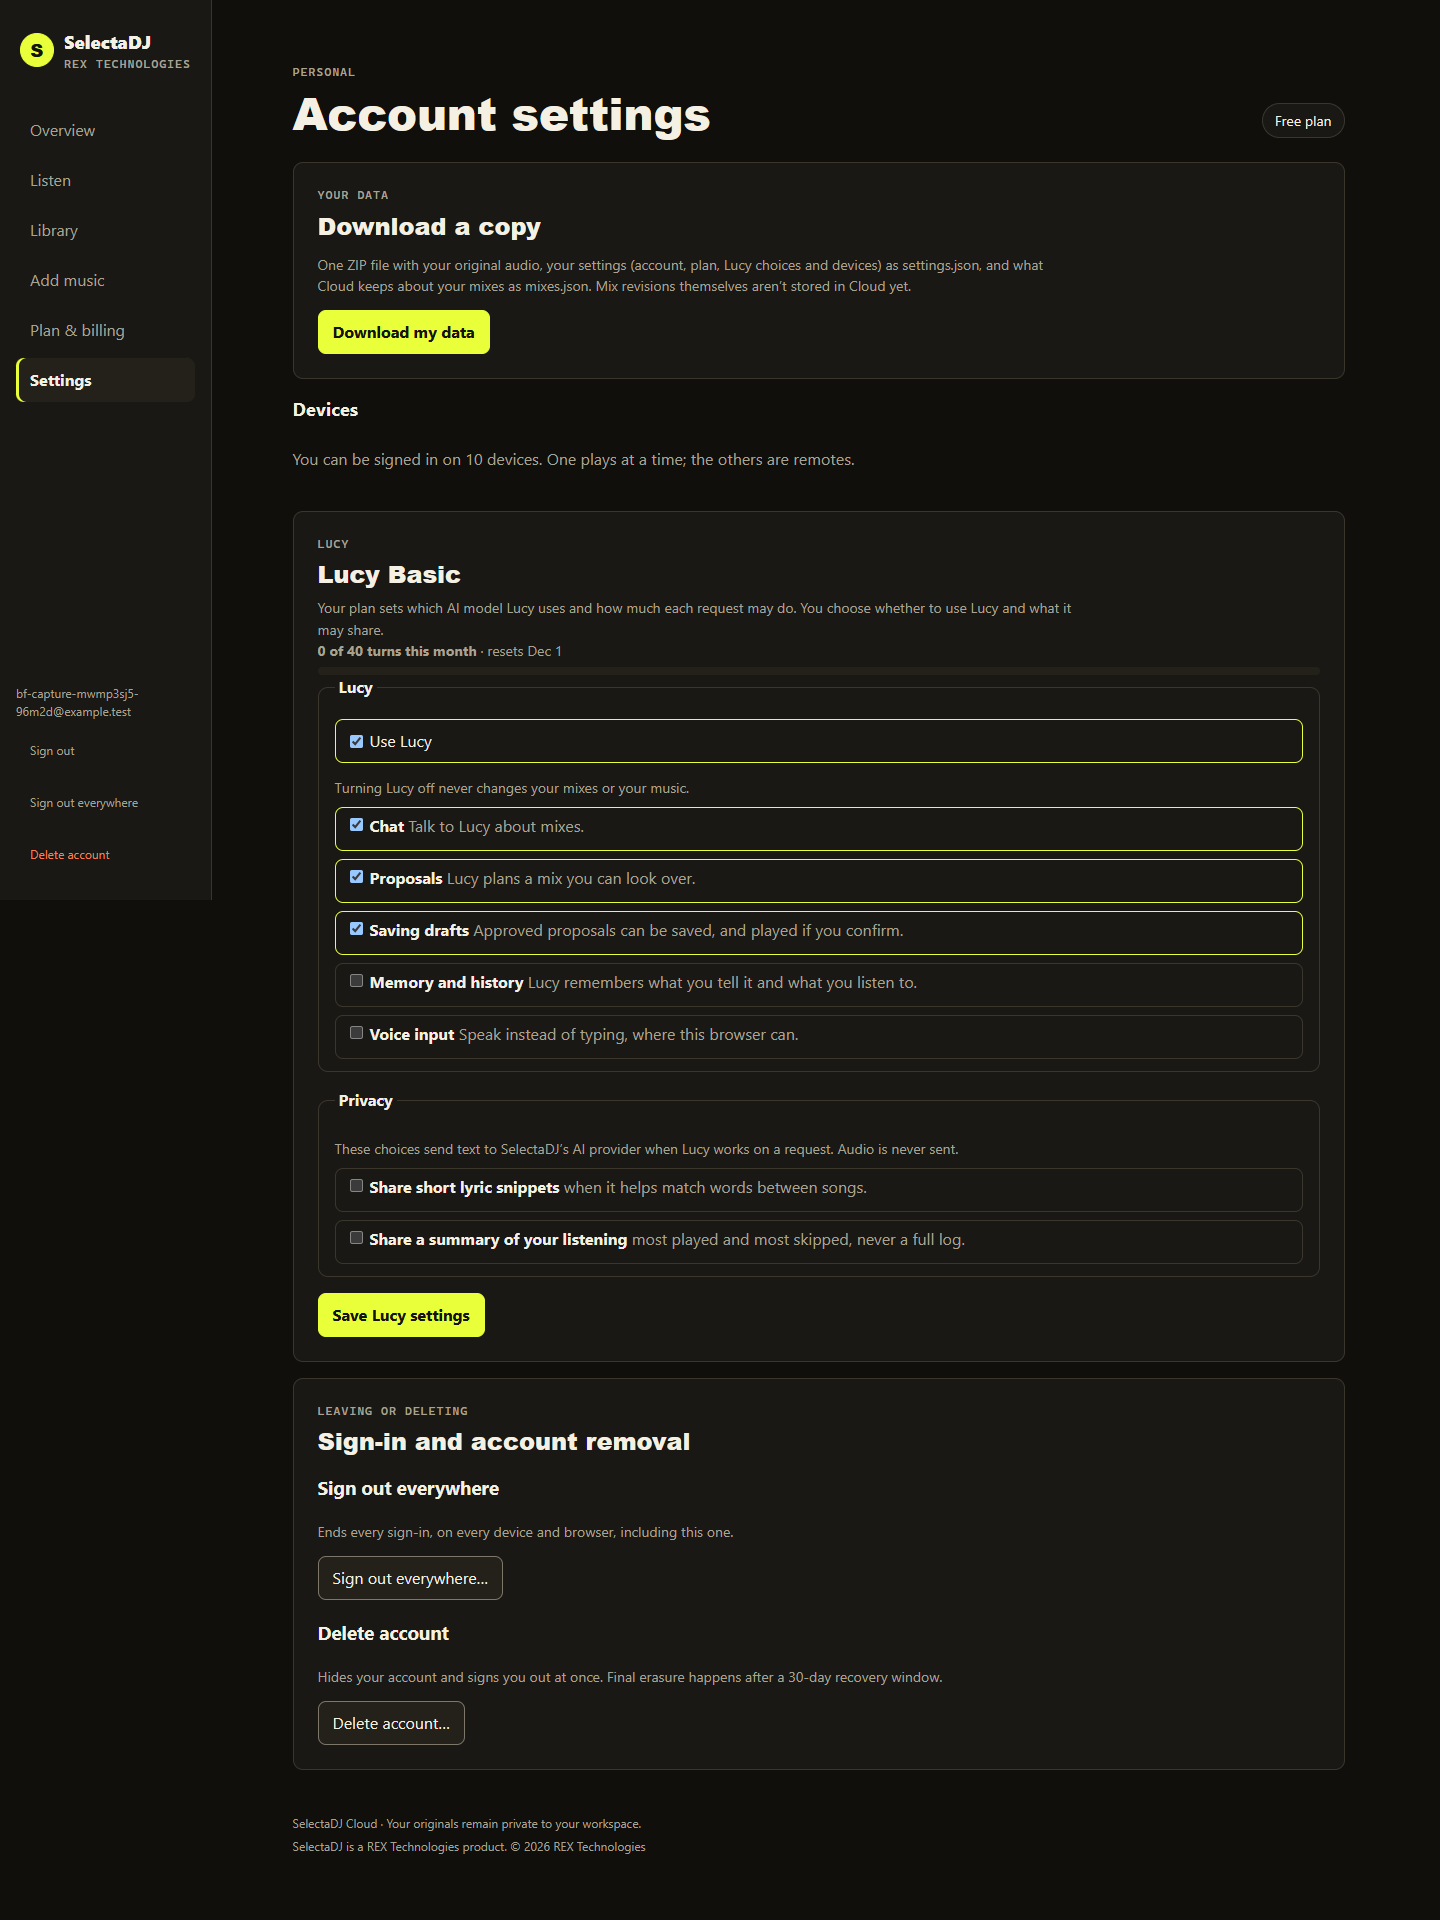 S
SelectaDJ
REX TECHNOLOGIES
Overview
Listen
Library
Add music
Plan & billing
Settings
bf-capture-mwmp3sj5-
96m2d@example.test
Sign out
Sign out everywhere
Delete account
PERSONAL
Account settings
Free plan
YOUR DATA
Download a copy
One ZIP file with your original audio, your settings (account, plan, Lucy choices and devices) as settings.json, and what
Cloud keeps about your mixes as mixes.json. Mix revisions themselves aren't stored in Cloud yet.
Download my data
Devices
You can be signed in on 10 devices. One plays at a time; the others are remotes.
LUCY
Lucy Basic
Your plan sets which AI model Lucy uses and how much each request may do. You choose whether to use Lucy and what it
may share.
0 of 40 turns this month · resets Dec 1
Lucy
Use Lucy
Turning Lucy off never changes your mixes or your music.
Chat Talk to Lucy about mixes.
Proposals Lucy plans a mix you can look over.
Saving drafts Approved proposals can be saved, and played if you confirm.
Memory and history Lucy remembers what you tell it and what you listen to.
Voice input Speak instead of typing, where this browser can.
Privacy
These choices send text to SelectaDJ's AI provider when Lucy works on a request. Audio is never sent.
Share short lyric snippets when it helps match words between songs.
Share a summary of your listening most played and most skipped, never a full log.
Save Lucy settings
LEAVING OR DELETING
Sign-in and account removal
Sign out everywhere
Ends every sign-in, on every device and browser, including this one.
Sign out everywhere...
Delete account
Hides your account and signs you out at once. Final erasure happens after a 30-day recovery window.
Delete account...
SelectaDJ Cloud · Your originals remain private to your workspace.
SelectaDJ is a REX Technologies product. © 2026 REX Technologies